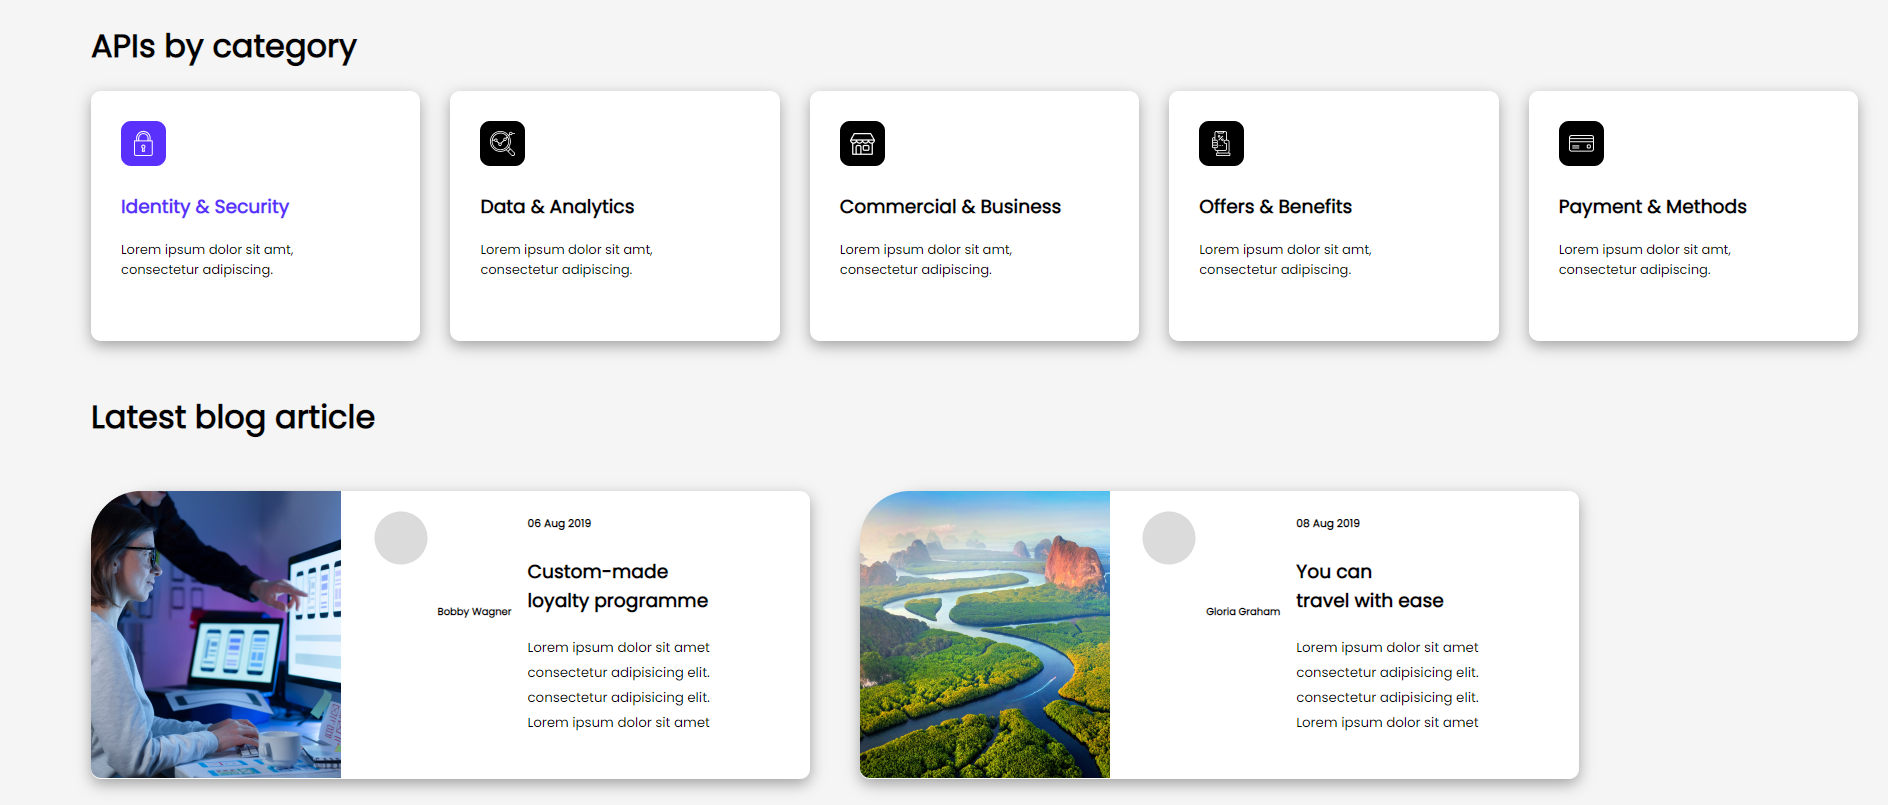 APIs by category
Identity & Security
Lorem ipsum dolor sit amt,
consectetur adipiscing.
Data & Analytics
Lorem ipsum dolor sit amt,
consectetur adipiscing.
Commercial & Business
Lorem ipsum dolor sit amt,
consectetur adipiscing.
Offers & Benefits
Lorem ipsum dolor sit amt,
consectetur adipiscing.
Payment & Methods
Lorem ipsum dolor sit amt,
consectetur adipiscing.
Latest blog article
06 Aug 2019
Custom-made
loyalty programme
Bobby Wagner
Lorem ipsum dolor sit amet
consectetur adipisicing elit.
consectetur adipisicing elit.
Lorem ipsum dolor sit amet
08 Aug 2019
You can
travel with ease
Gloria Graham
Lorem ipsum dolor sit amet
consectetur adipisicing elit.
consectetur adipisicing elit.
Lorem ipsum dolor sit amet